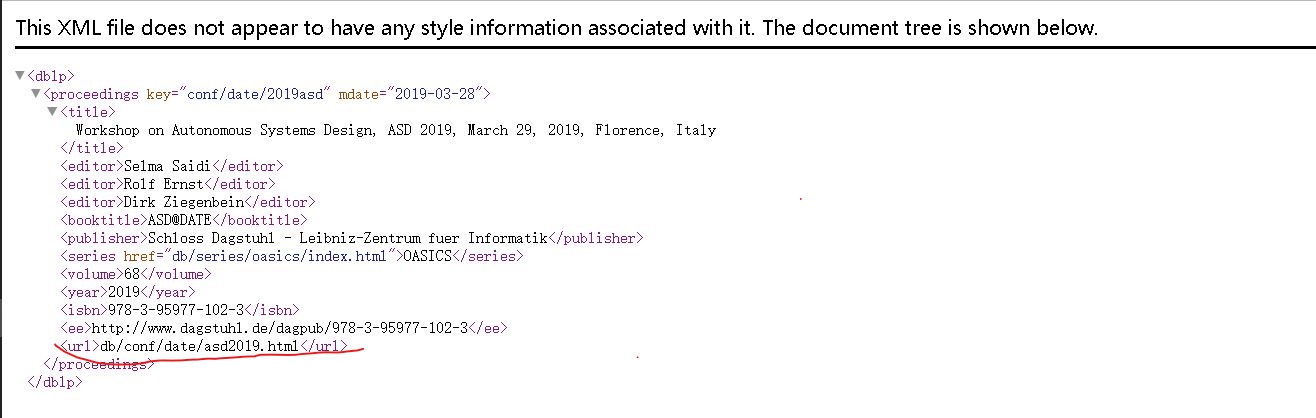 This XML file does not appear to have any style information associated with it. The document tree is shown below.
<dblp>
<proceedings key="conf/date/2019asd" mdate="2019-03-28">
<title>
Workshop on Autonomous Systems Design, ASD 2019, March 29, 2019, Florence, Italy
</title>
<editor>Selma Saidi</editor>
<editor>Rolf Ernst</editor>
<editor>Dirk Ziegenbein</editor>
<booktitle>ASD@DATE</booktitle>
<publisher>Schloss Dagstuhl - Leibniz-Zentrum fuer Informatik</publisher>
<series href="db/series/oasics/index.html">OASICS</series>
<volume>68</volume>
<year>2019</year>
<isbn>978-3-95977-102-3</isbn>
<ee>http://www.dagstuhl.de/dagpub/978-3-95977-102-3</ee>
<url>db/conf/date/asd2019.html</url>
</proceedings>
</dblp>